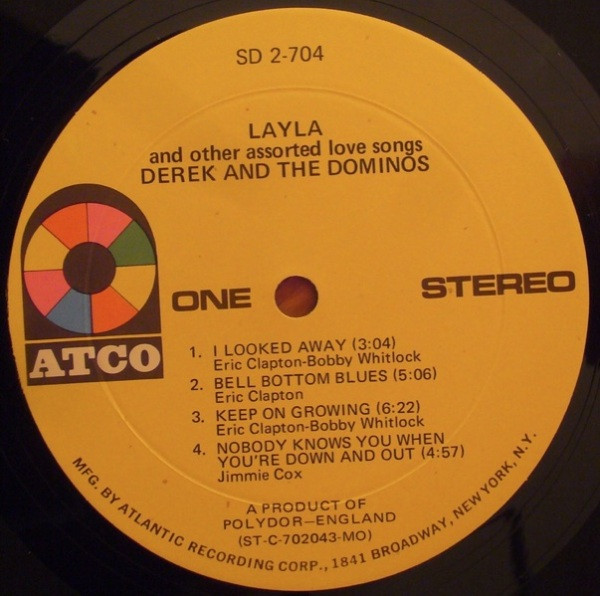 SD 2-704
LAYLA
and other assorted love songs
DEREK AND THE DOMINOS
ATCO
ONE
STEREO
1. I LOOKED AWAY (3:04)
Eric Clapton-Bobby Whitlock
2. BELL BOTTOM BLUES (5:06)
Eric Clapton
3. KEEP ON GROWING (6:22)
Eric Clapton-Bobby Whitlock
4. NOBODY KNOWS YOU WHEN
YOU'RE DOWN AND OUT (4:57)
Jimmie Cox
A PRODUCT OF
POLYDOR—ENGLAND
(ST-C-702043-MO)
MFG. BY ATLANTIC RECORDING CORP., 1841 BROADWAY, NEW YORK, N.Y.